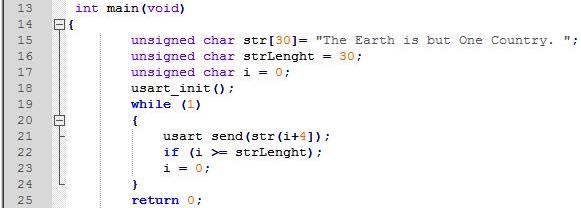 13 int main(void)
14 {
15 unsigned char str[30]= "The Earth is but One Country. ";
16 unsigned char strLenght = 30;
17 unsigned char i = 0;
18 usart_init();
19 while (1)
20 {
21 usart send(str(i+4]);
22 if (i >= strLenght);
23 i = 0;
24 }
25 return 0;